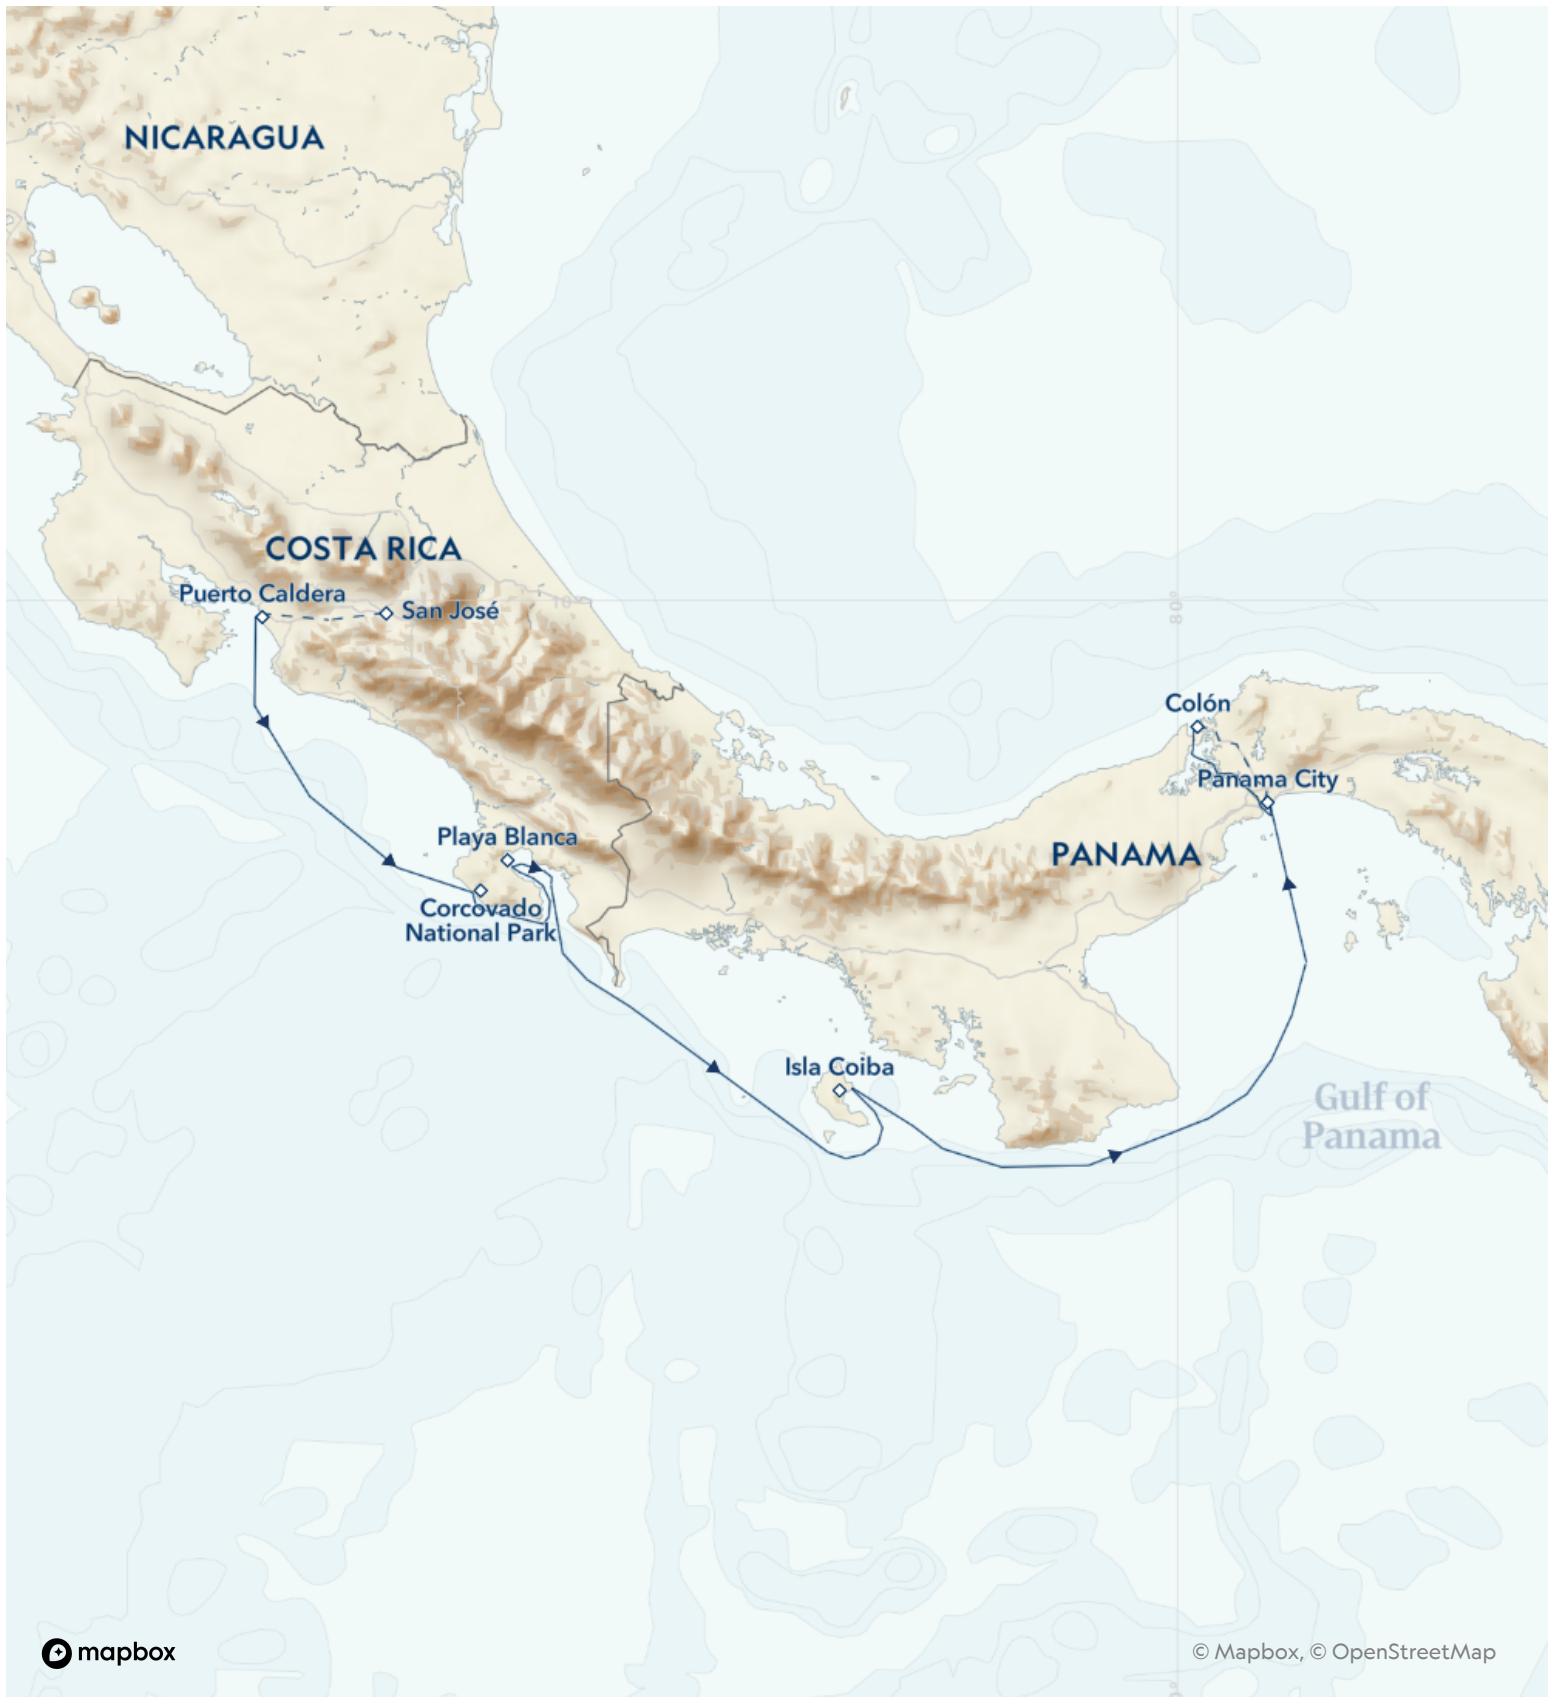 NICARAGUA
COSTA RICA
Puerto Caldera
San José
10°
80°
Colón
Panama City
Playa Blanca
PANAMA
Corcovado
National Park
Isla Coiba
Gulf of
Panama
mapbox
© Mapbox, © OpenStreetMap